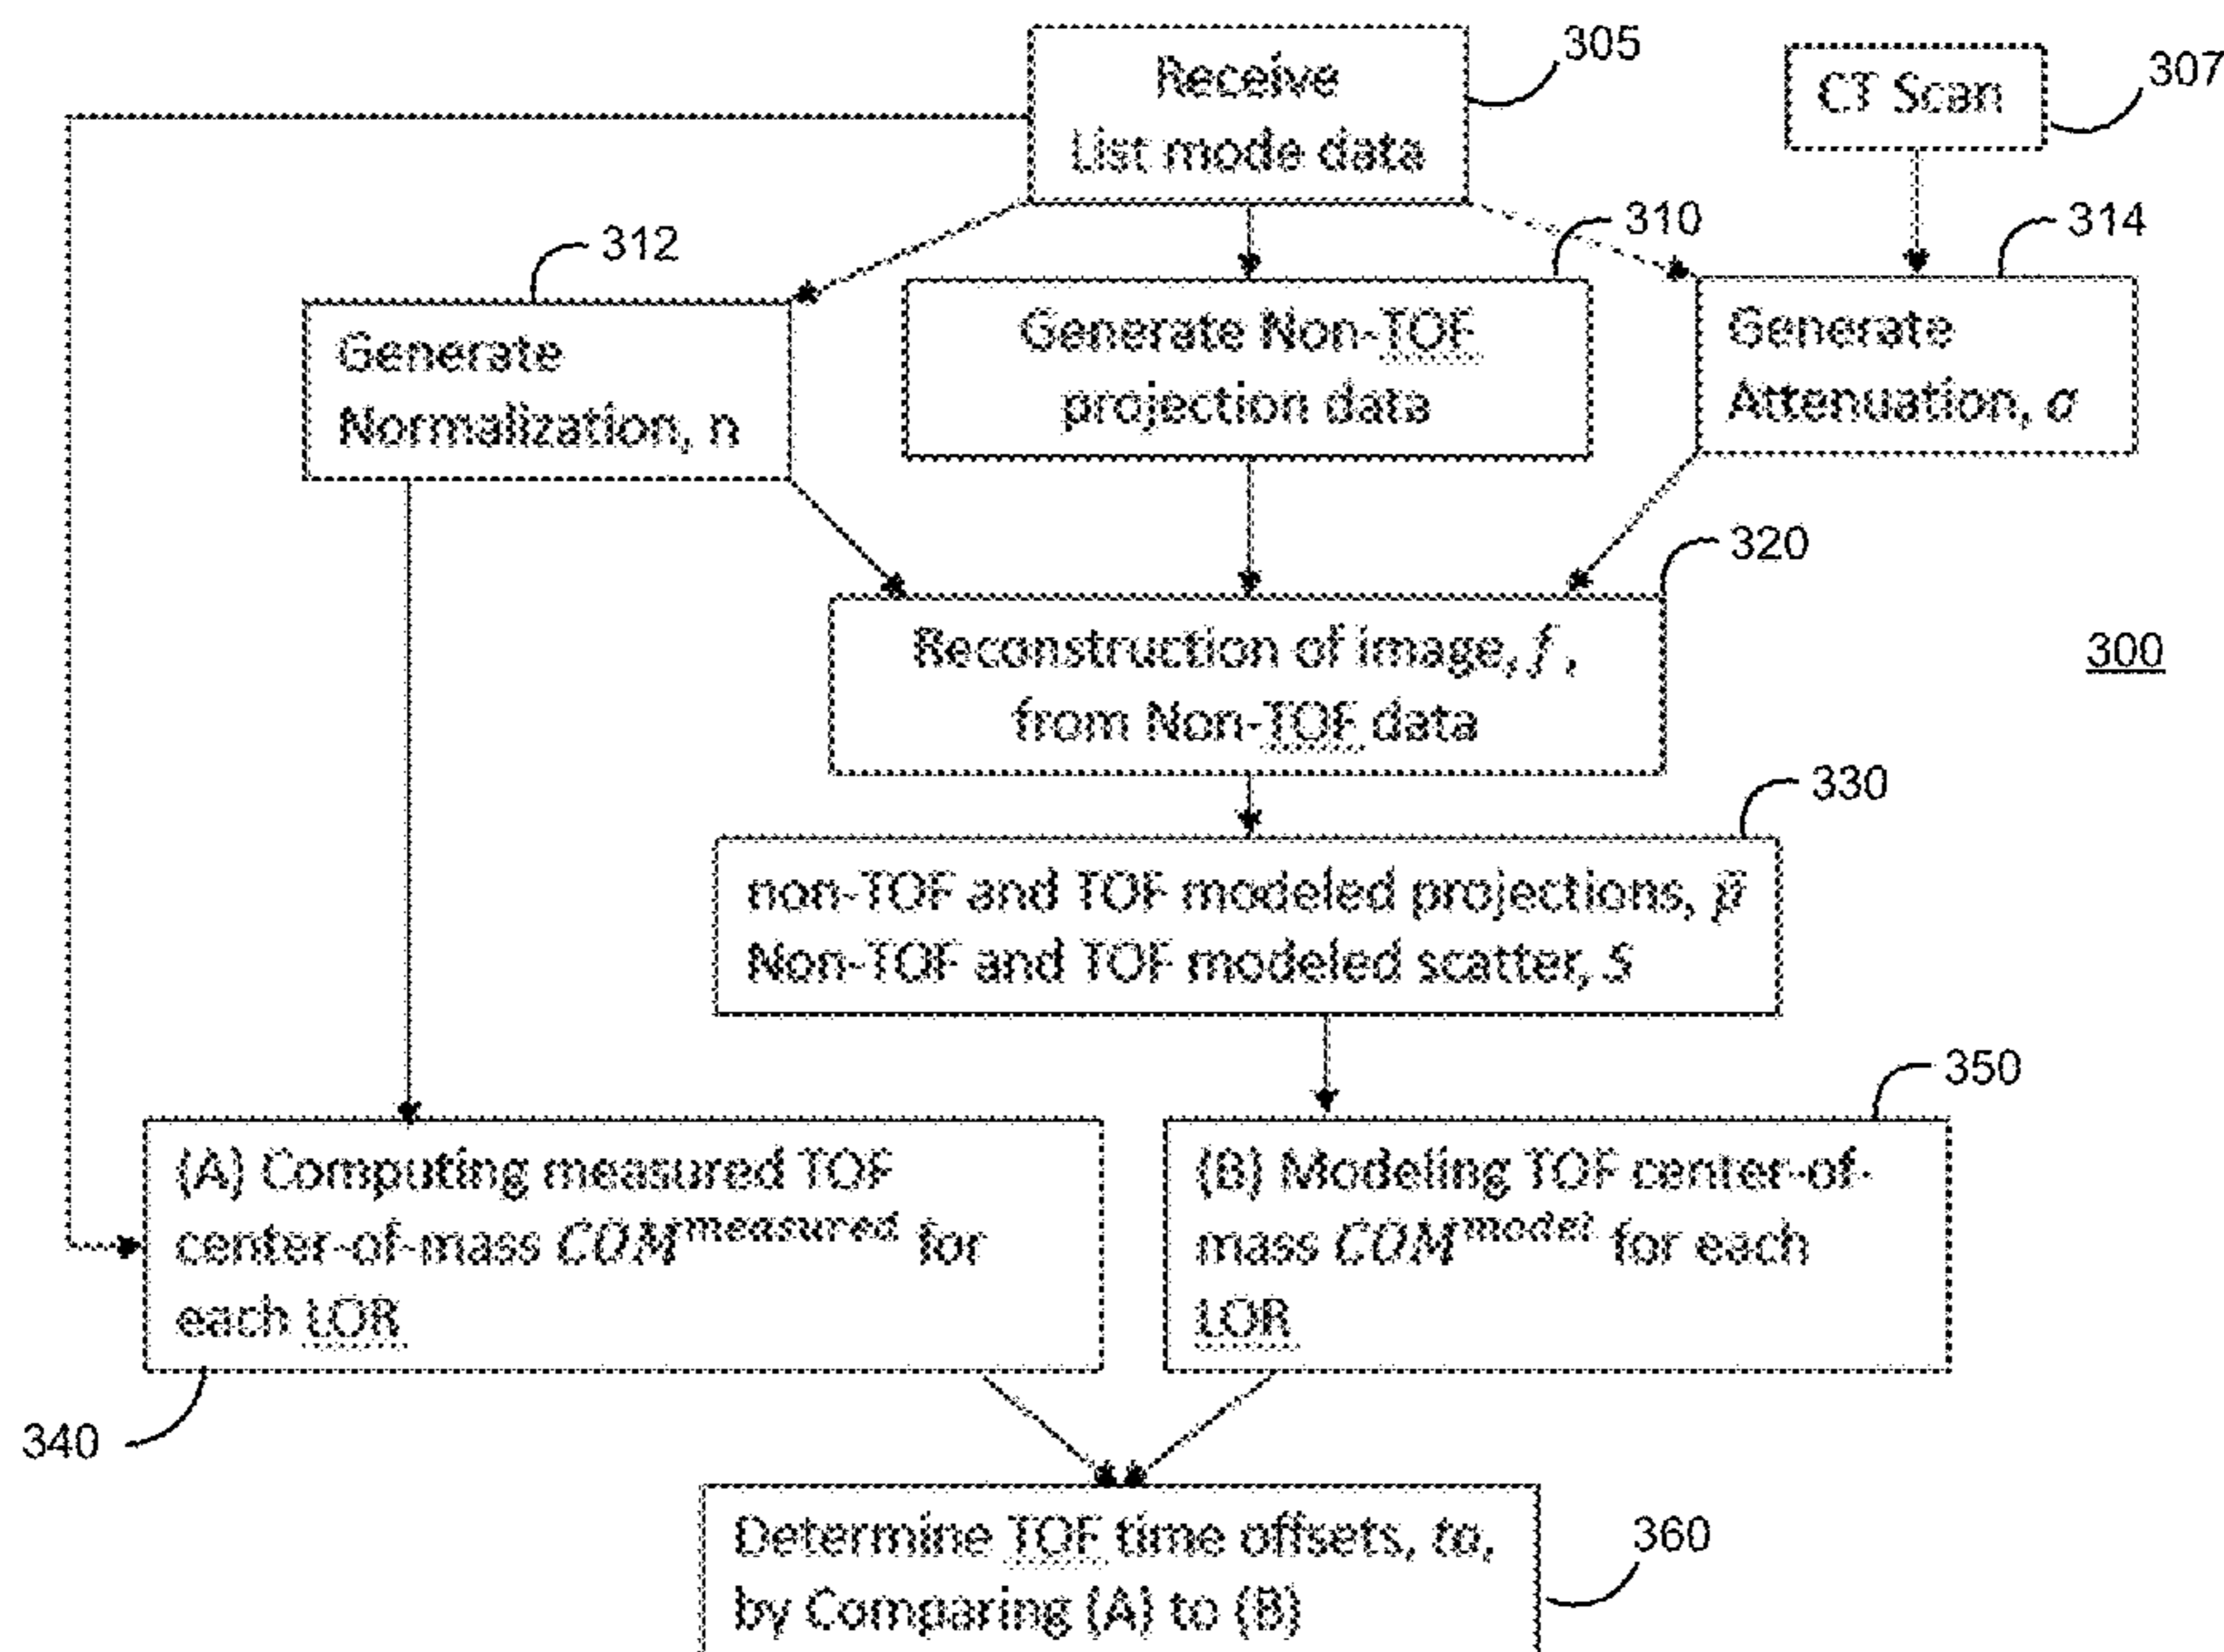 Receive
List mode data
305
CT Scan
307
312
310
314
Generate
Normalization, n
Generate Non-TOF
projection data
Generate
Attenuation, a
320
Reconstruction of image, f,
from Non-TOF data
300
330
non-TOF and TOF modeled projections, p̄
Non-TOF and TOF modeled scatter, S
350
(A) Computing measured TOF
center-of-mass COM^measured for
each LOR
(B) Modeling TOF center-of-
mass COM^model for each
LOR
340
Determine TOF time offsets, to,
by Comparing (A) to (B)
360